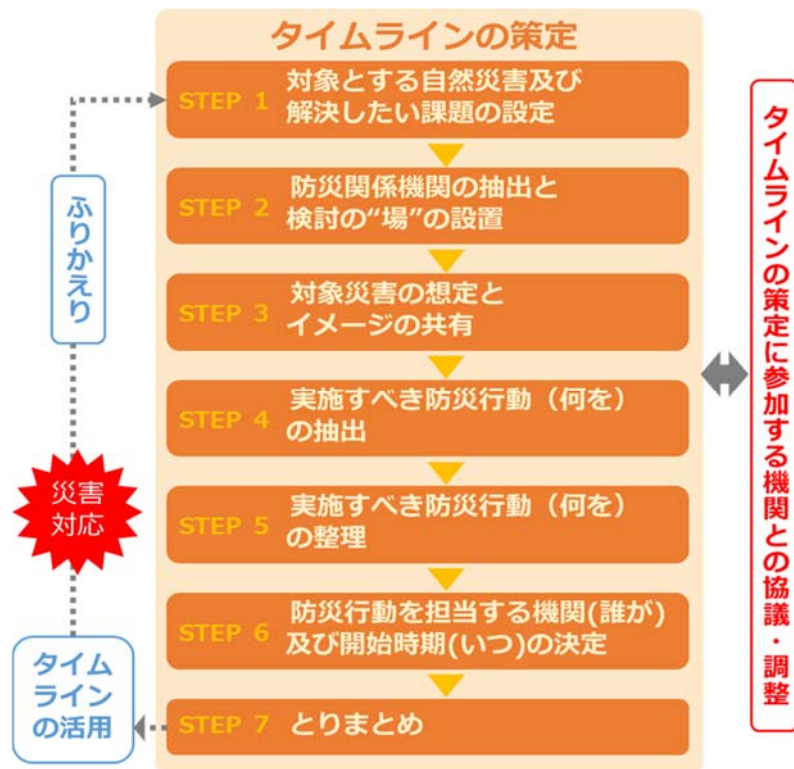 タイムラインの策定
STEP 1
対象とする自然災害及び
解決したい課題の設定
STEP 2
防災関係機関の抽出と
検討の“場”の設置
STEP 3
対象災害の想定と
イメージの共有
STEP 4
実施すべき防災行動（何を）
の抽出
STEP 5
実施すべき防災行動（何を）
の整理
STEP 6
防災行動を担当する機関(誰が)
及び開始時期(いつ)の決定
STEP 7
とりまとめ
タイム
ライン
の活用
災害
対応
ふりかえり
タイムラインの策定に参加する機関との協議・調整